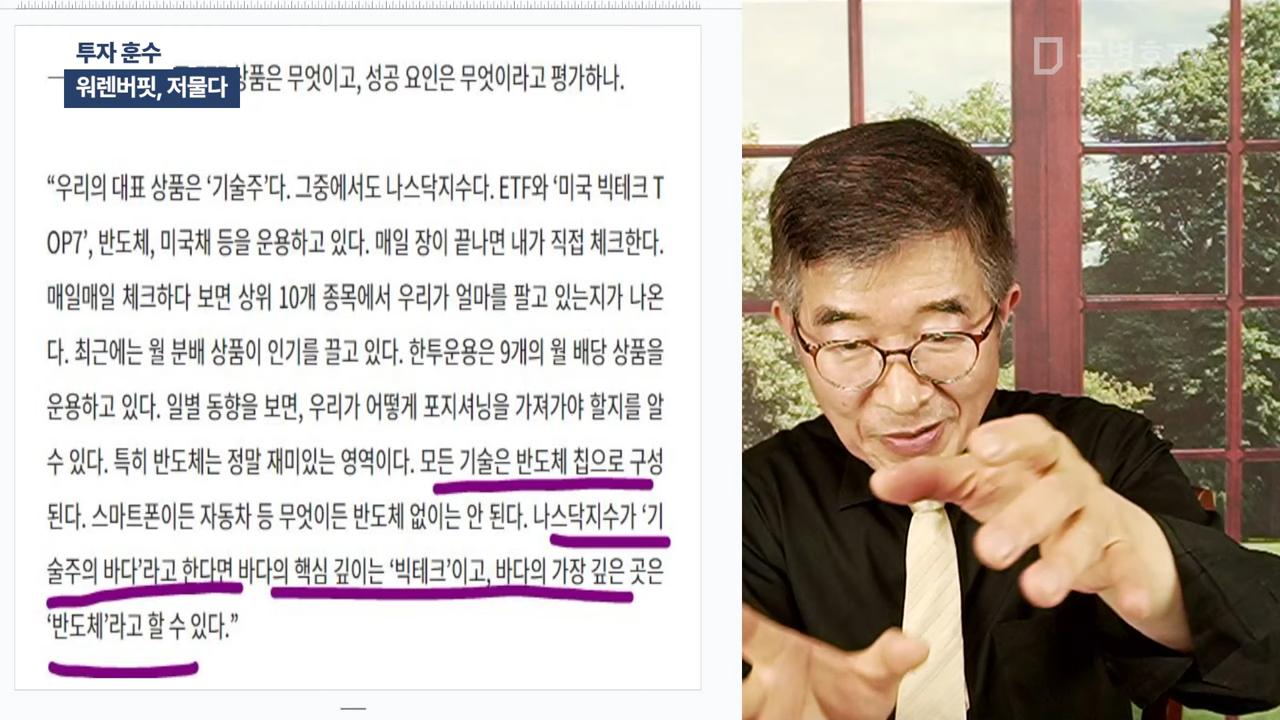 투자 훈수
워렌버핏, 저물다
상품은 무엇이고, 성공 요인은 무엇이라고 평가하나.
“우리의 대표 상품은 ‘기술주’다. 그중에서도 나스닥지수다. ETF와 ‘미국 빅테크 T
OP7’, 반도체, 미국채 등을 운용하고 있다. 매일 장이 끝나면 내가 직접 체크한다.
매일매일 체크하다 보면 상위 10개 종목에서 우리가 얼마를 팔고 있는지가 나온
다. 최근에는 월 분배 상품이 인기를 끌고 있다. 한투운용은 9개의 월 배당 상품을
운용하고 있다. 일별 동향을 보면, 우리가 어떻게 포지셔닝을 가져가야 할지를 알
수 있다. 특히 반도체는 정말 재미있는 영역이다. 모든 기술은 반도체 칩으로 구성
된다. 스마트폰이든 자동차 등 무엇이든 반도체 없이는 안 된다. 나스닥지수가 ‘기
술주의 바다’라고 한다면 바다의 핵심 깊이는 ‘빅테크’이고, 바다의 가장 깊은 곳은
‘반도체’라고 할 수 있다.”
공병호